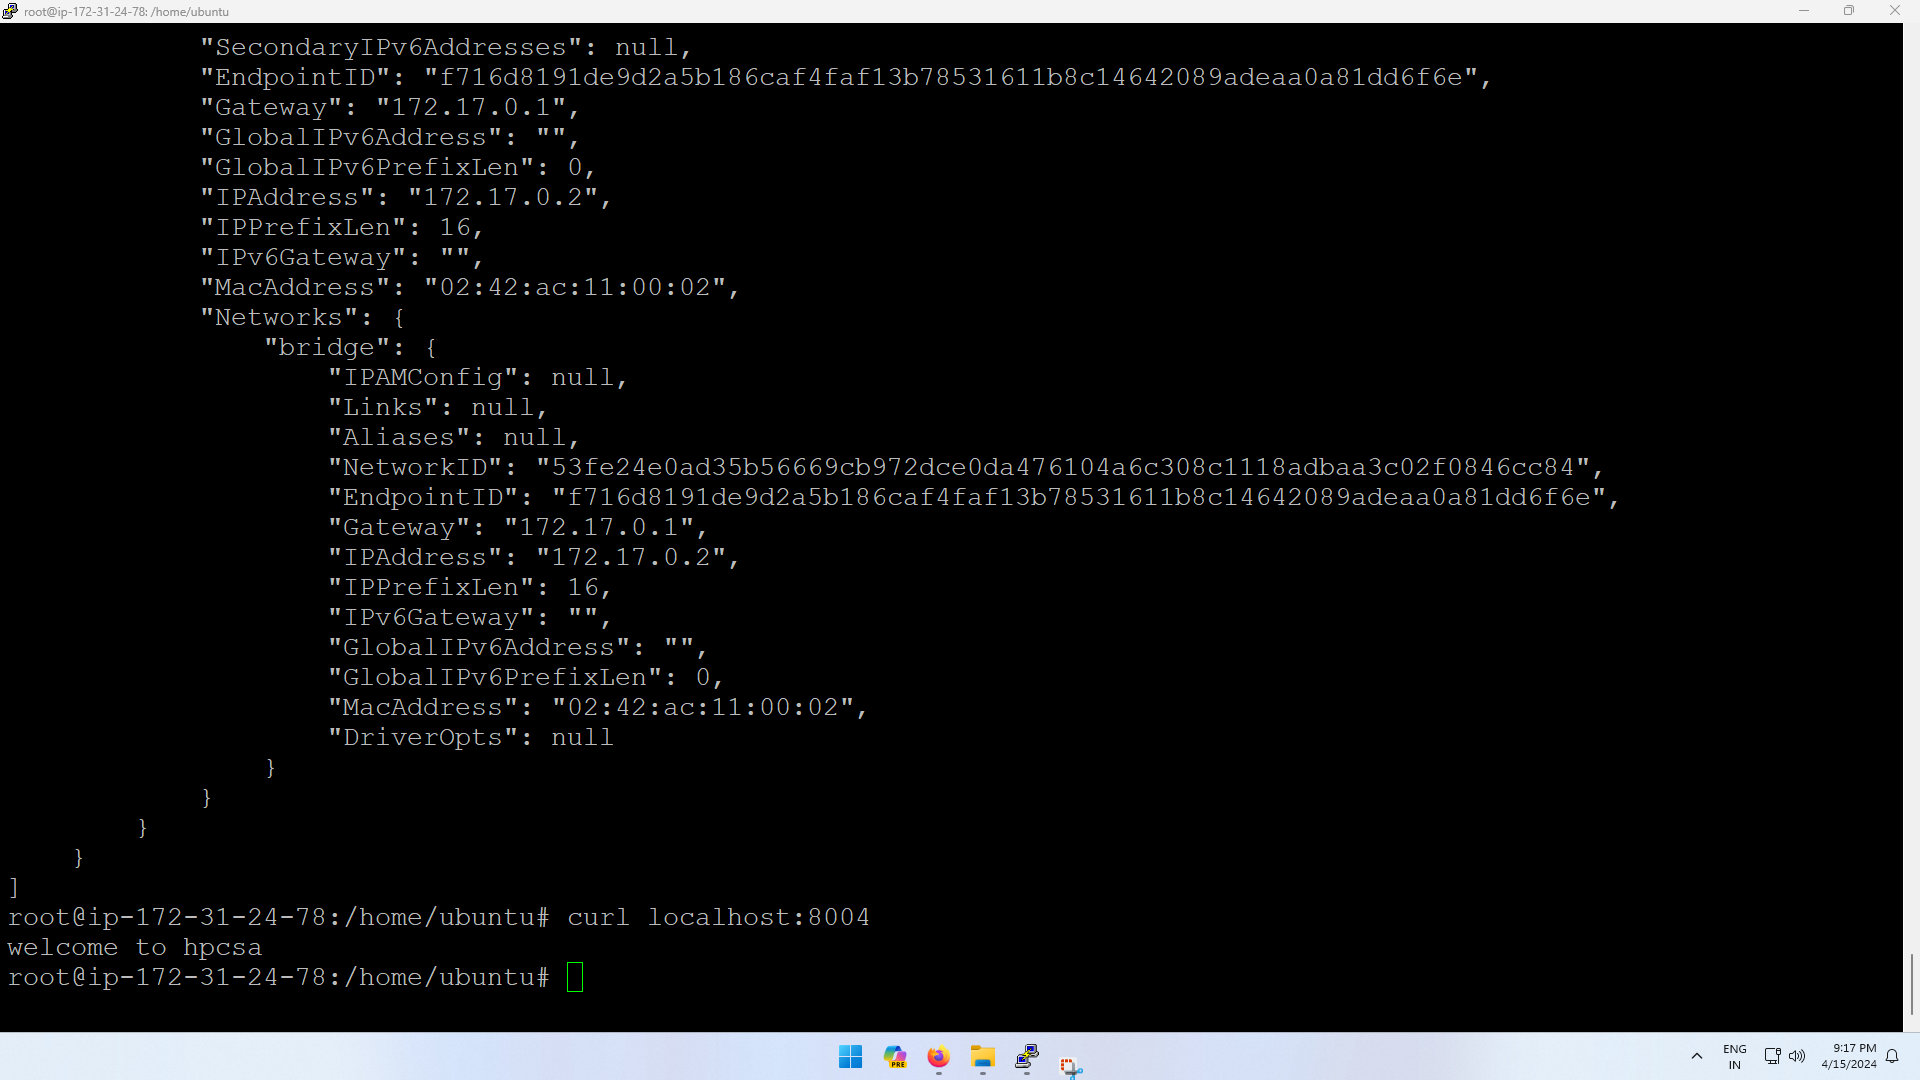 root@ip-172-31-24-78: /home/ubuntu
"SecondaryIPv6Addresses": null,
"EndpointID": "f716d8191de9d2a5b186caf4faf13b78531611b8c14642089adeaa0a81dd6f6e",
"Gateway": "172.17.0.1",
"GlobalIPv6Address": "",
"GlobalIPv6PrefixLen": 0,
"IPAddress": "172.17.0.2",
"IPPrefixLen": 16,
"IPv6Gateway": "",
"MacAddress": "02:42:ac:11:00:02",
"Networks": {
"bridge": {
"IPAMConfig": null,
"Links": null,
"Aliases": null,
"NetworkID": "53fe24e0ad35b56669cb972dce0da476104a6c308c1118adbaa3c02f0846cc84",
"EndpointID": "f716d8191de9d2a5b186caf4faf13b78531611b8c14642089adeaa0a81dd6f6e",
"Gateway": "172.17.0.1",
"IPAddress": "172.17.0.2",
"IPPrefixLen": 16,
"IPv6Gateway": "",
"GlobalIPv6Address": "",
"GlobalIPv6PrefixLen": 0,
"MacAddress": "02:42:ac:11:00:02",
"DriverOpts": null
}
}
}
}
]
root@ip-172-31-24-78:/home/ubuntu# curl localhost:8004
welcome to hpcsa
root@ip-172-31-24-78:/home/ubuntu#
PRE
ENG
IN
9:17 PM
4/15/2024